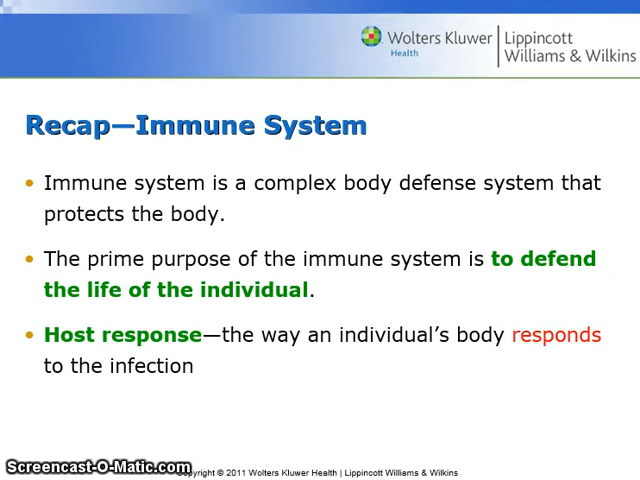 Wolters Kluwer
Health
Lippincott
Williams & Wilkins
Recap—Immune System
• Immune system is a complex body defense system that
protects the body.
• The prime purpose of the immune system is to defend
the life of the individual.
• Host response—the way an individual's body responds
to the infection
Screencast-O-Matic.com
opyright © 2011 Wolters Kluwer Health | Lippincott Williams & Wilkins